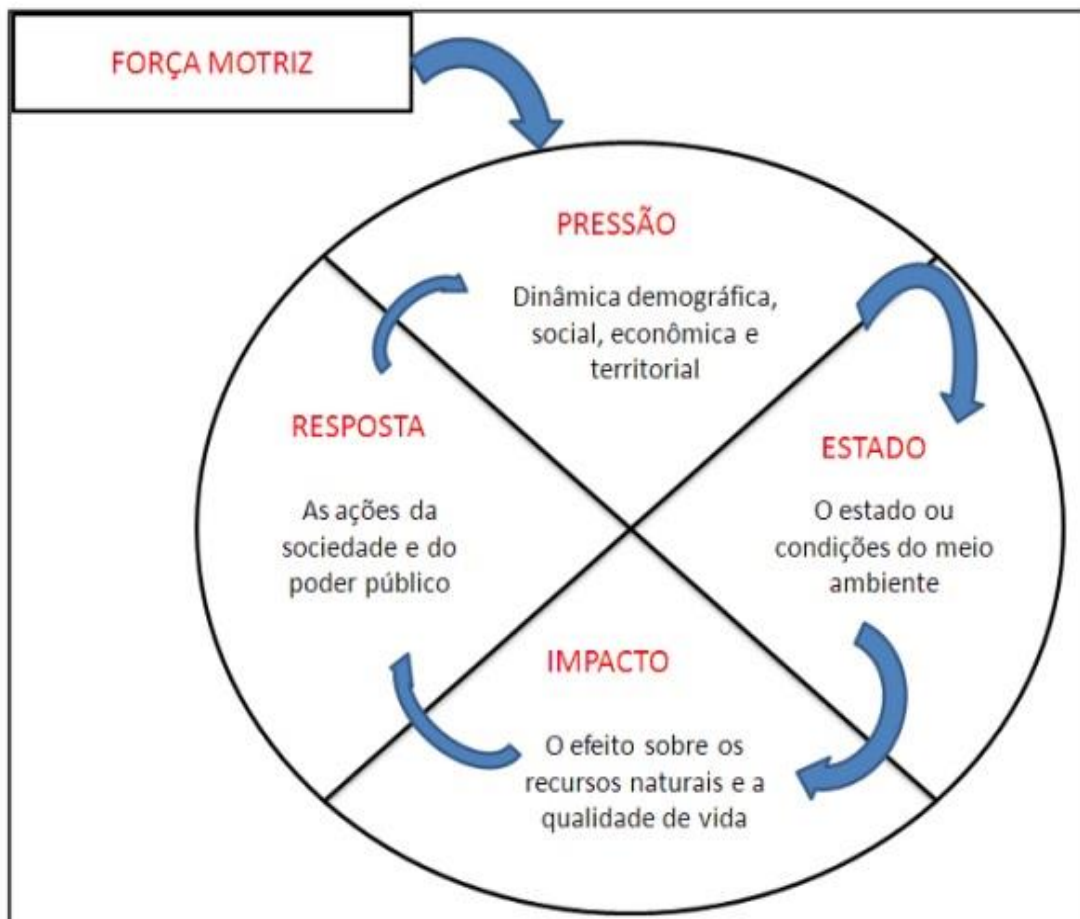 FORÇA MOTRIZ
PRESSÃO
Dinâmica demográfica,
social, econômica e
territorial
RESPOSTA
As ações da
sociedade e do
poder público
ESTADO
O estado ou
condições do meio
ambiente
IMPACTO
O efeito sobre os
recursos naturais e a
qualidade de vida